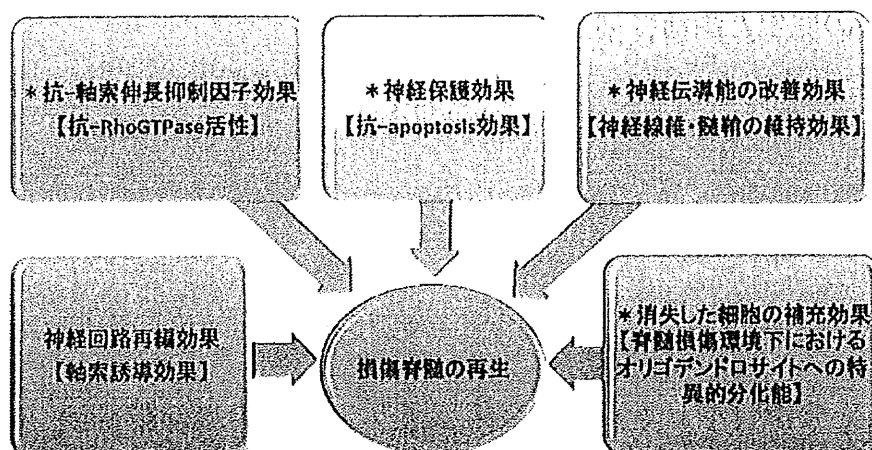 ＊抗-軸索伸長抑制因子効果
【抗-RhoGTPase活性】
＊神経保護効果
【抗-apoptosis効果】
＊神経伝導能の改善効果
【神経線維・髄鞘の維持効果】
神経回路再編効果
【軸索誘導効果】
損傷脊髄の再生
＊消失した細胞の補充効果
【脊髄損傷環境下における
オリゴデンドロサイトへの特
異的分化能】